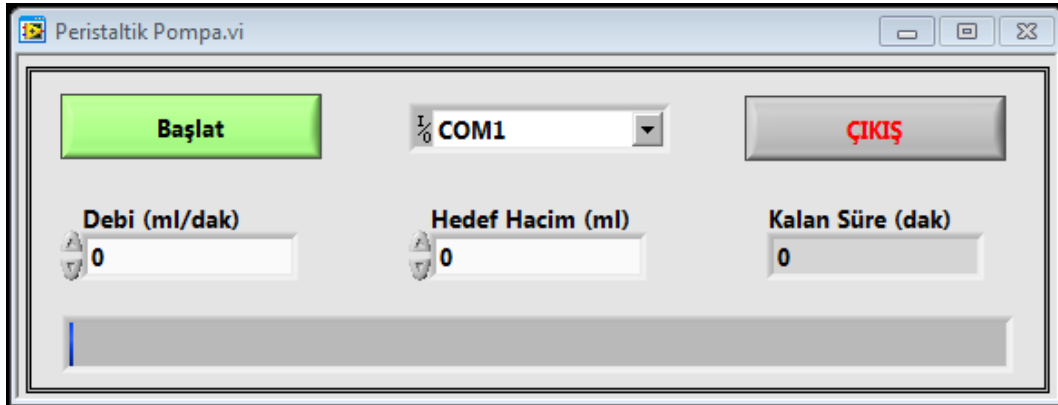 Peristaltik Pompa.vi
Başlat
I/O COM1
ÇIKIŞ
Debi (ml/dak)
Hedef Hacim (ml)
Kalan Süre (dak)
0
0
0